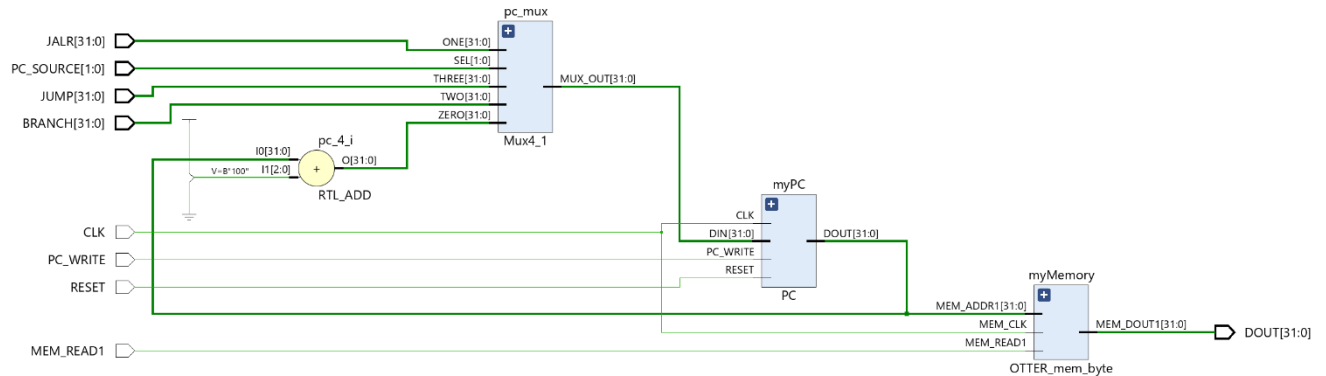 pc_mux
JALR[31:0]
ONE[31:0]
PC_SOURCE[1:0]
SEL[1:0]
JUMP[31:0]
THREE[31:0]
MUX_OUT[31:0]
TWO[31:0]
BRANCH[31:0]
ZERO[31:0]
Mux4_1
pc_4_i
I0[31:0]
O[31:0]
V=B"100"
I1[2:0]
+
RTL_ADD
myPC
CLK
CLK
DIN[31:0]
DOUT[31:0]
PC_WRITE
PC_WRITE
RESET
RESET
PC
myMemory
MEM_ADDR1[31:0]
MEM_CLK
MEM_DOUT1[31:0]
DOUT[31:0]
MEM_READ1
MEM_READ1
OTTER_mem_byte